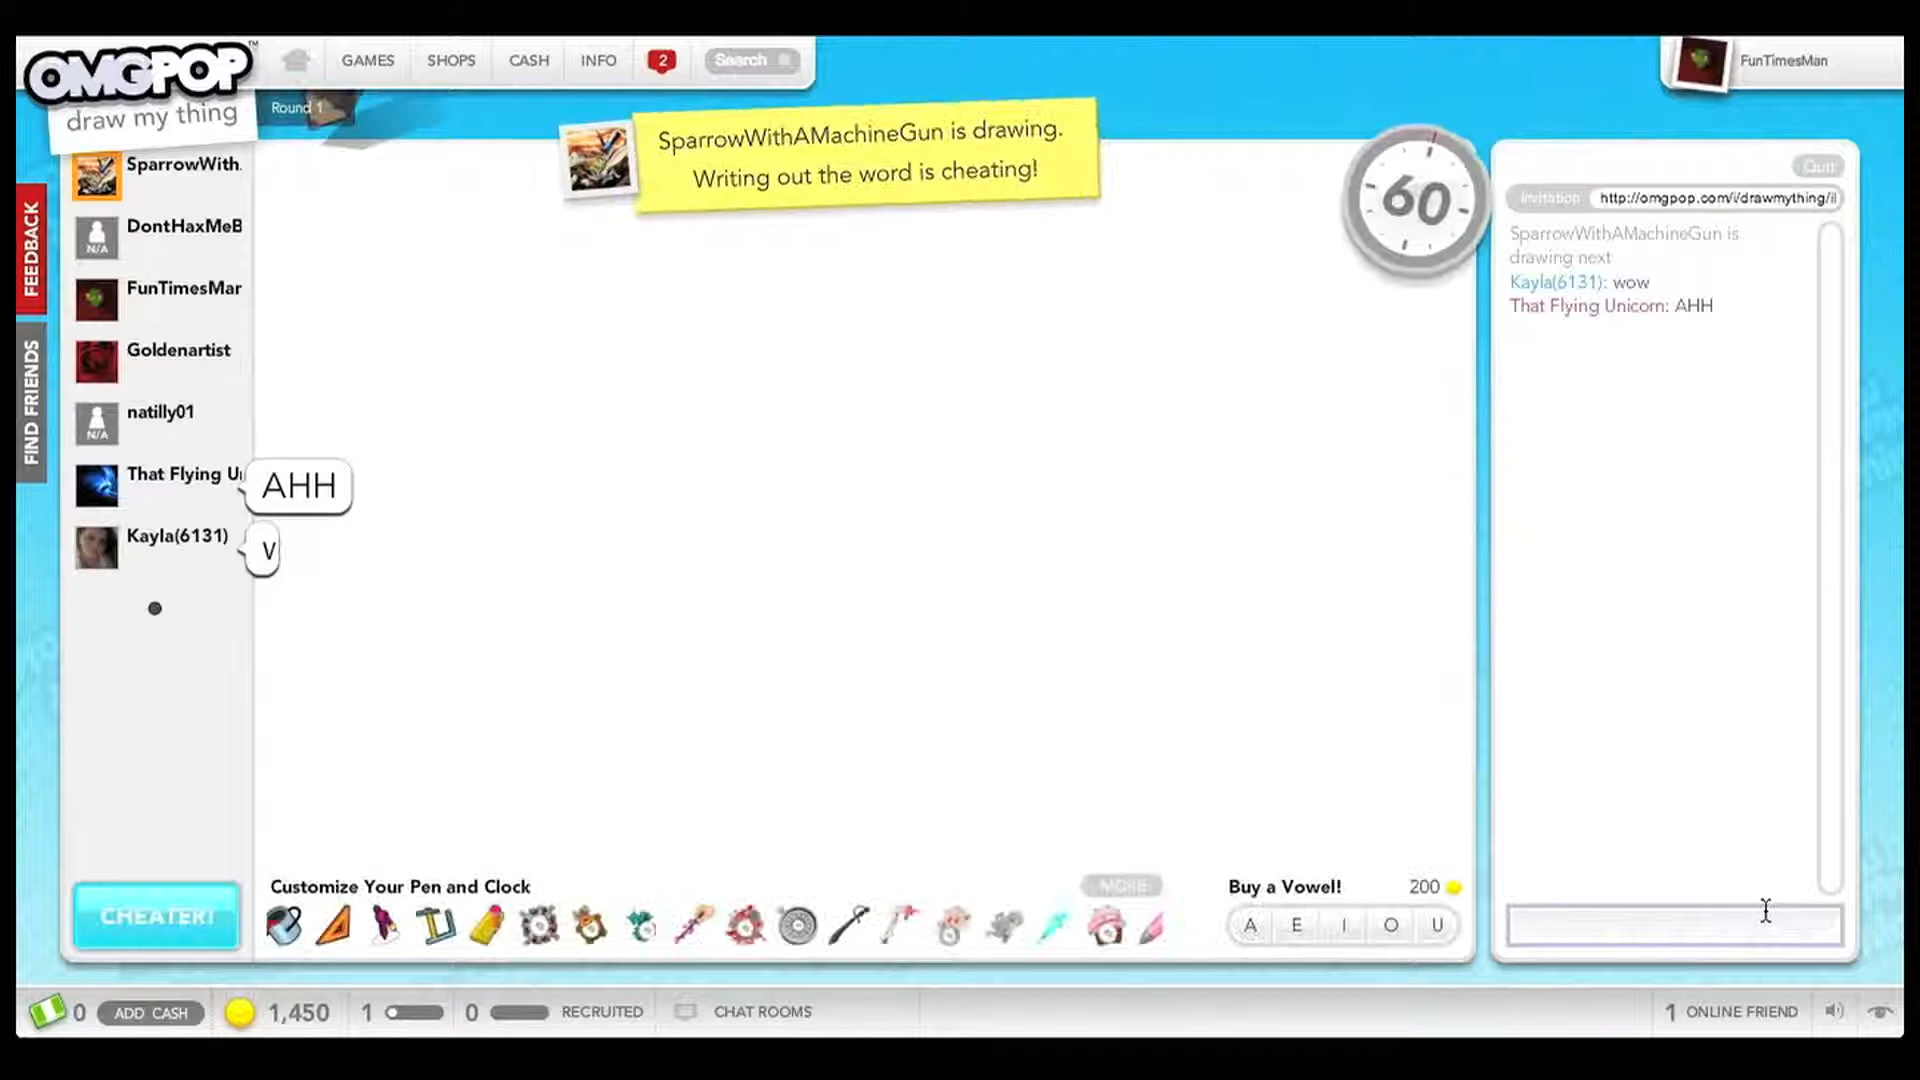 OMGPOP™
GAMES
SHOPS
CASH
INFO
2
Search
FunTimesMan
draw my thing
Round 1
SparrowWithAMachineGun is drawing.
Writing out the word is cheating!
60
Quit
Invitation http://omgpop.com/i/drawmything/il
SparrowWithAMachineGun is
drawing next
Kayla(6131): wow
That Flying Unicorn: AHH
FEEDBACK
FIND FRIENDS
SparrowWith.
DontHaxMeB
N/A
FunTimesMar
Goldenartist
natilly01
N/A
That Flying Ur
AHH
Kayla(6131)
V
CHEATER!
Customize Your Pen and Clock
MORE
Buy a Vowel!
200
A E I O U
0
ADD CASH
1,450
1
0
RECRUITED
CHAT ROOMS
1 ONLINE FRIEND